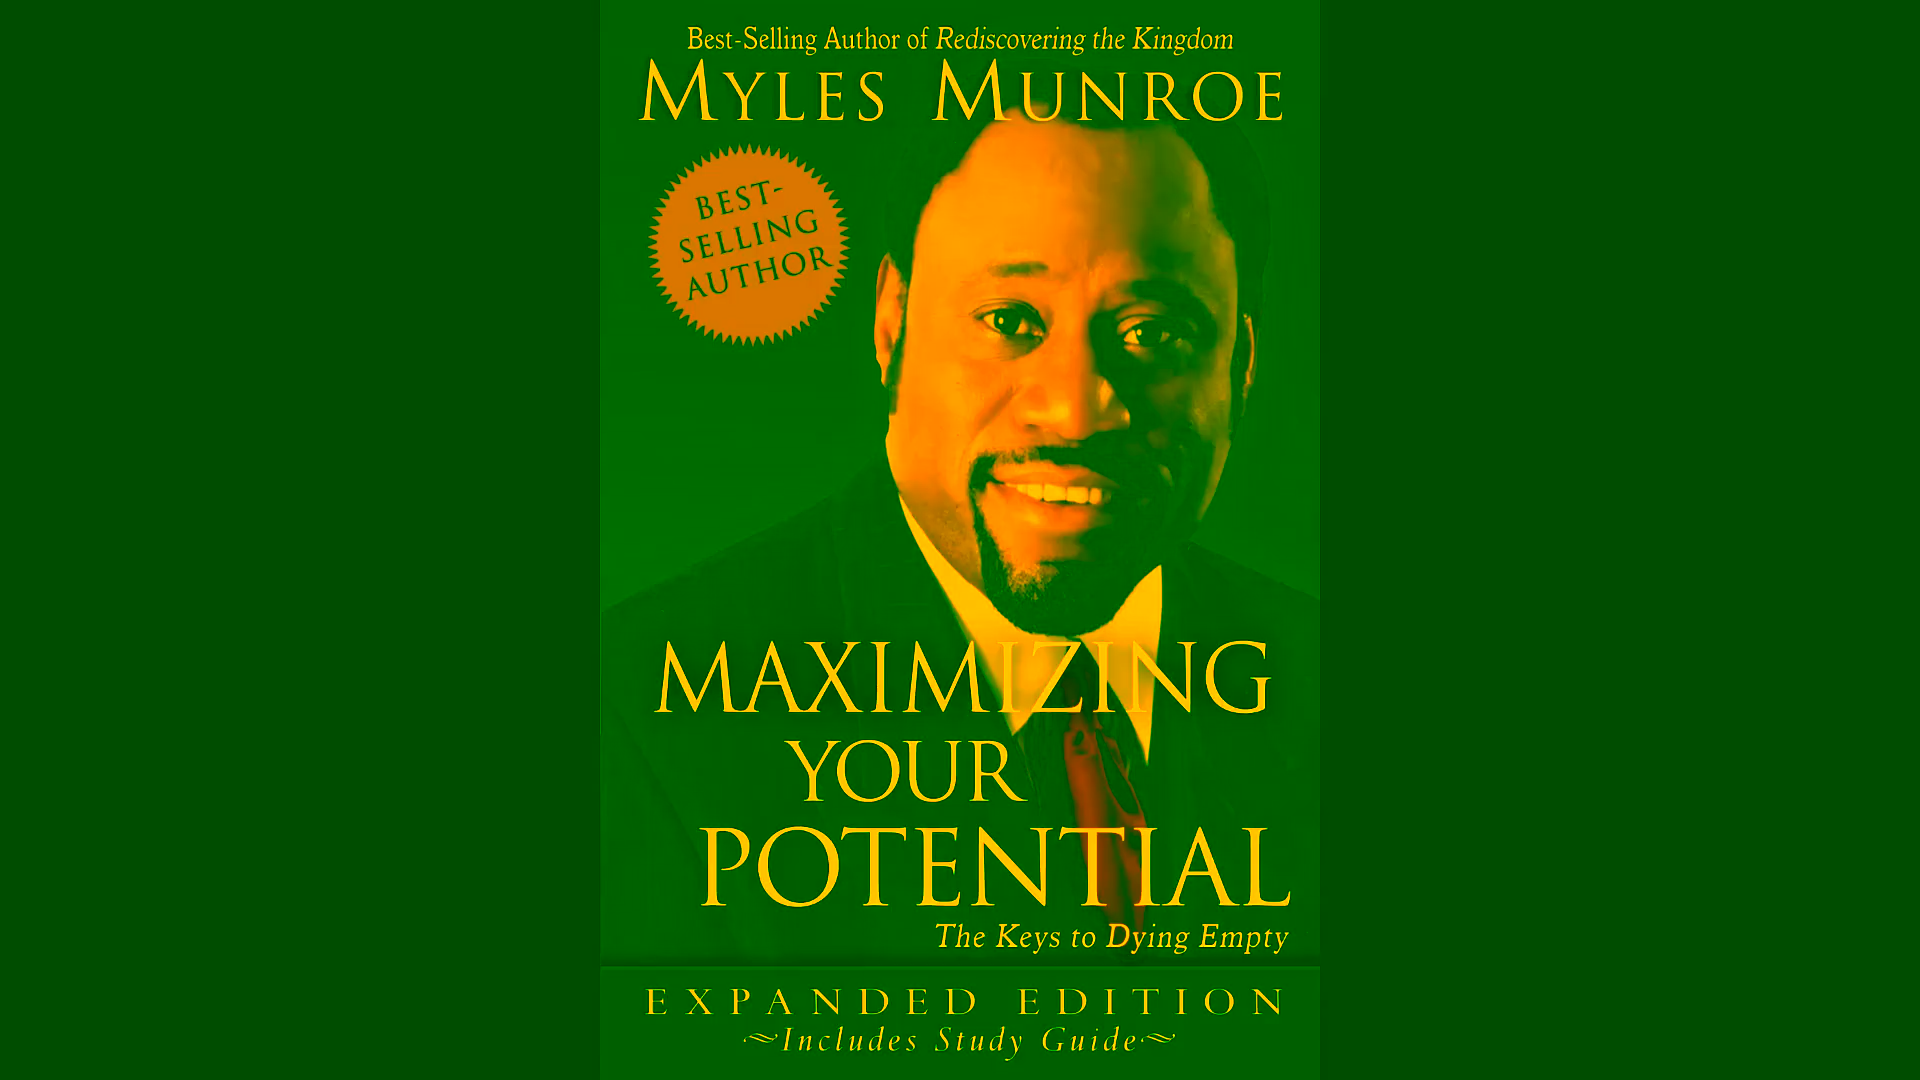 Best-Selling Author of Rediscovering the Kingdom
MYLES MUNROE
BEST-
SELLING
AUTHOR
MAXIMIZING
YOUR
POTENTIAL
The Keys to Dying Empty
EXPANDED EDITION
~Includes Study Guide~